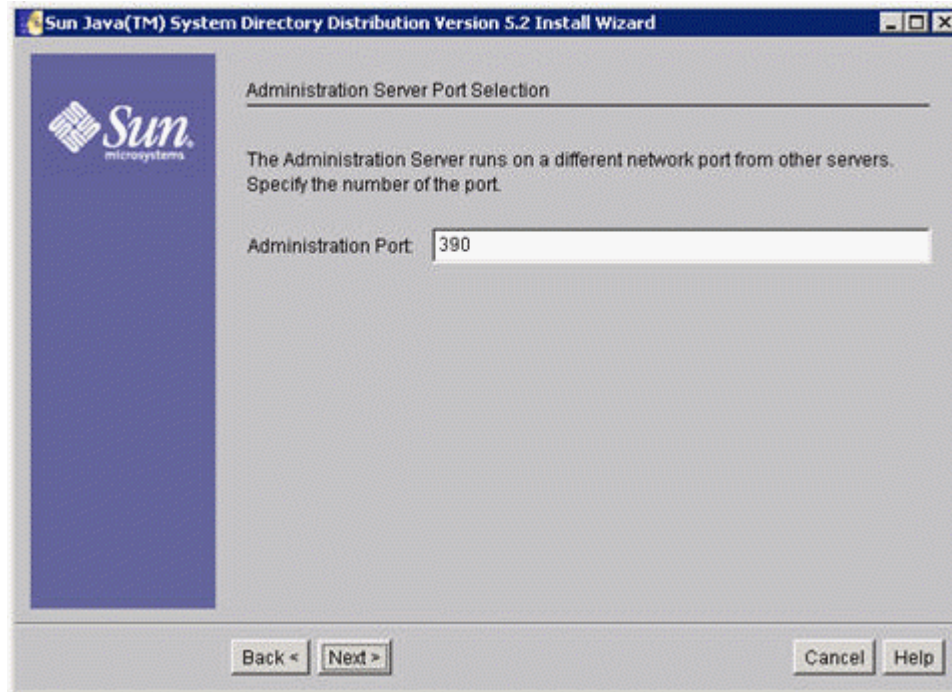 Sun Java(TM) System Directory Distribution Version 5.2 Install Wizard
Sun
microsystems
Administration Server Port Selection
The Administration Server runs on a different network port from other servers.
Specify the number of the port.
Administration Port: 390
Back < Next > Cancel Help